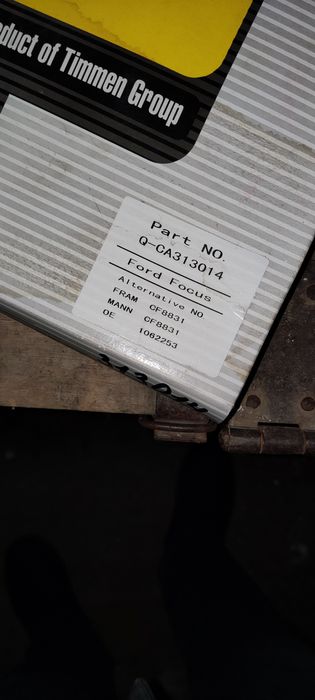 oduct of Timmen Group
Part NO.
Q-CA313014
Ford Focus
Alternative NO.
FRAM CF8831
MANN CF8831
OE 1062253